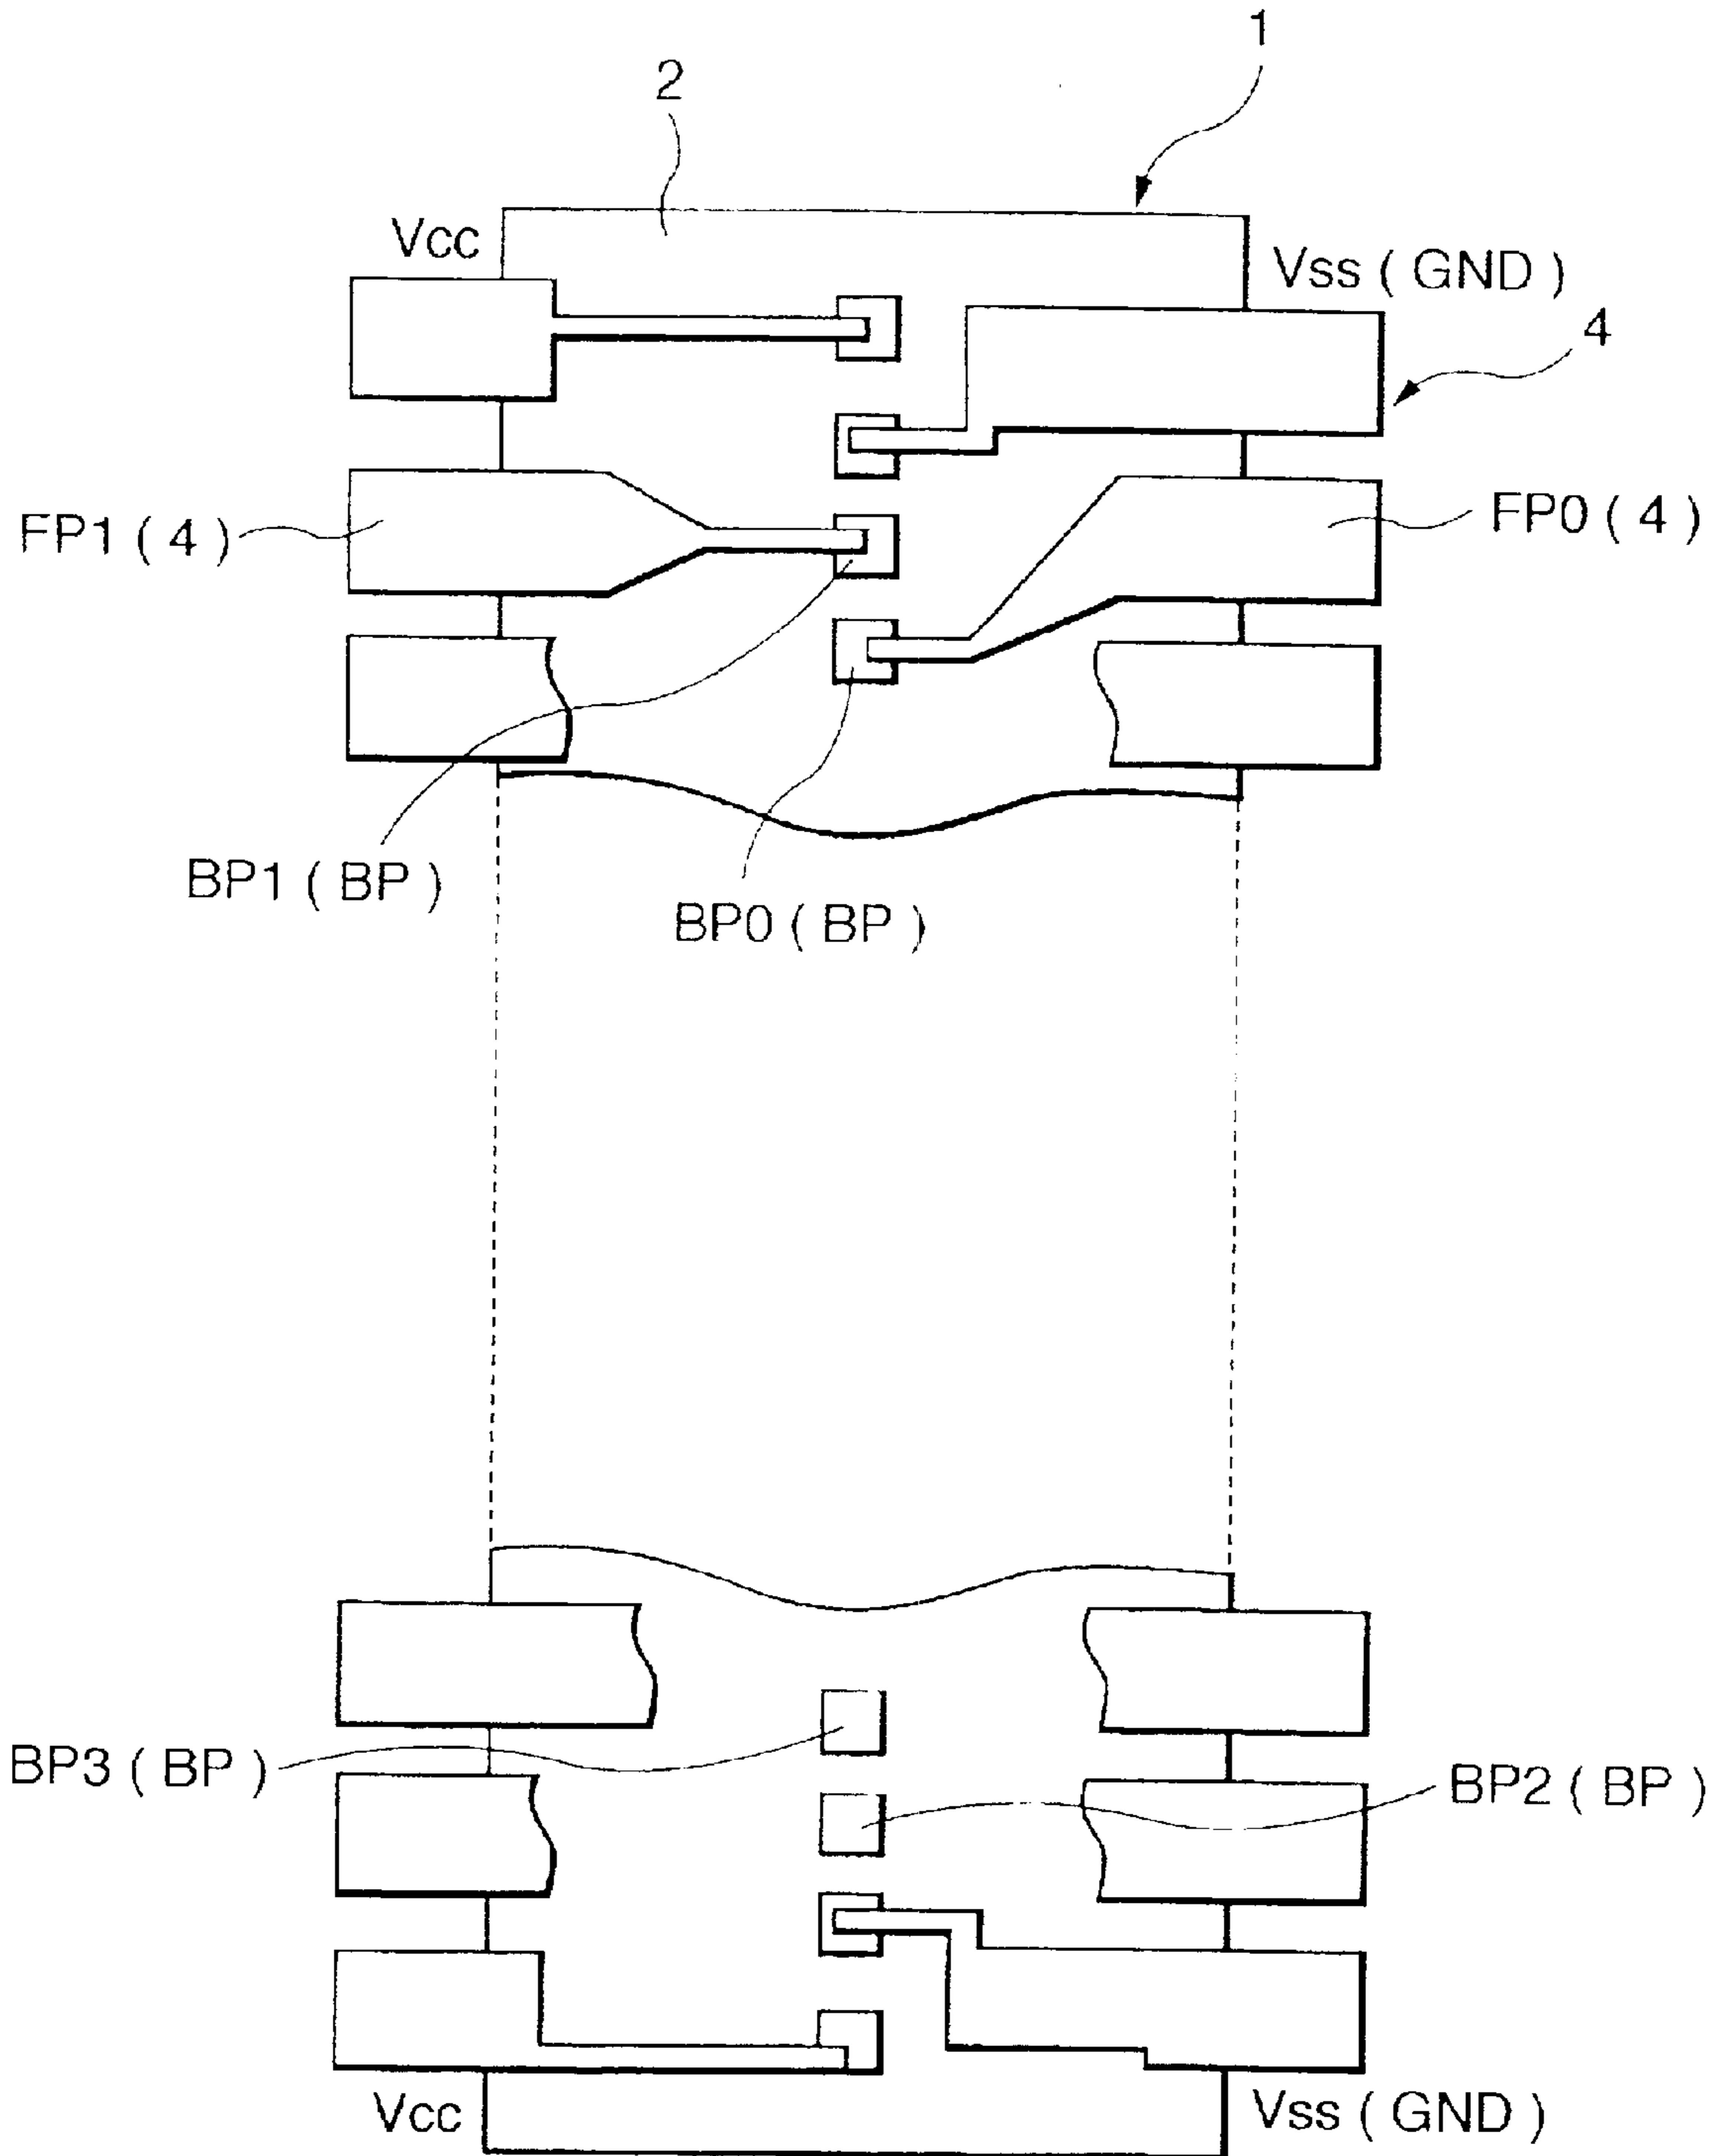 1
2
Vcc
Vss ( GND )
4
FP1 ( 4 )
FP0 ( 4 )
BP1 ( BP )
BP0 ( BP )
BP3 ( BP )
BP2 ( BP )
Vcc
Vss ( GND )